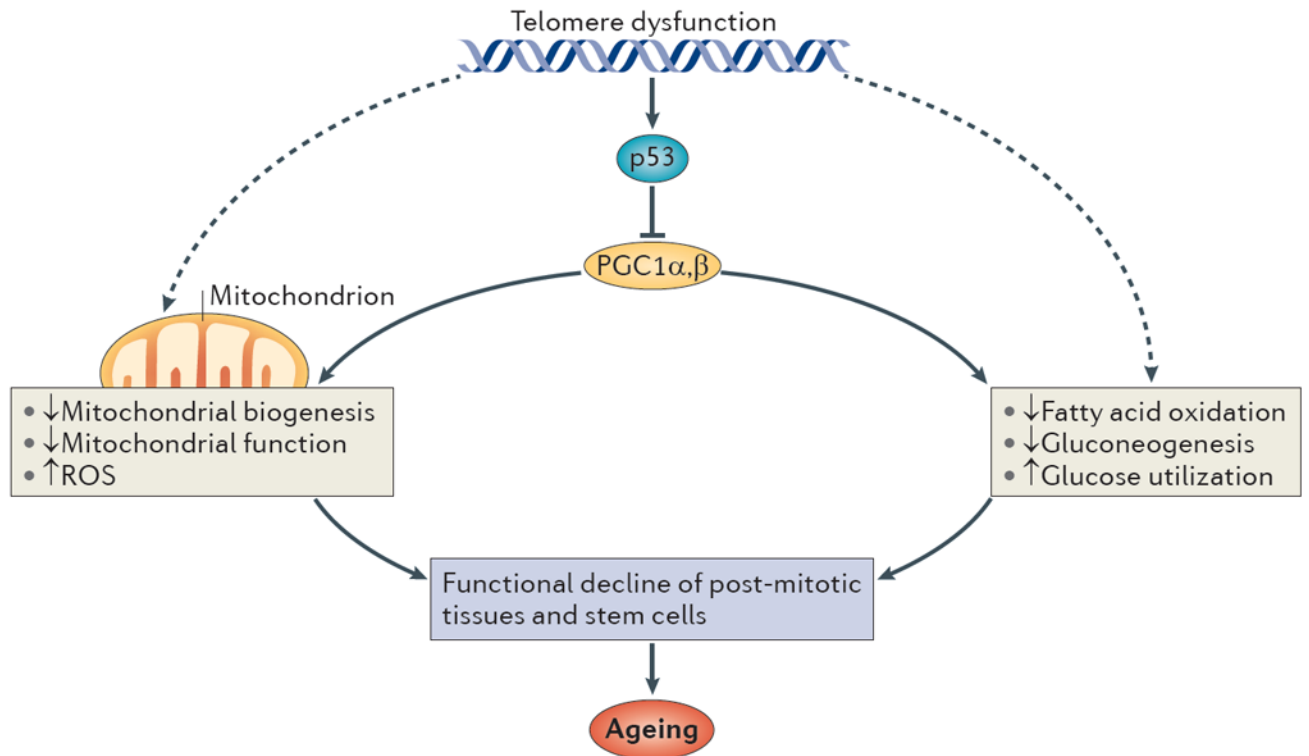 Telomere dysfunction
p53
PGC1α,β
Mitochondrion
• ↓Mitochondrial biogenesis
• ↓Mitochondrial function
• ↑ROS
• ↓Fatty acid oxidation
• ↓Gluconeogenesis
• ↑Glucose utilization
Functional decline of post-mitotic
tissues and stem cells
Ageing